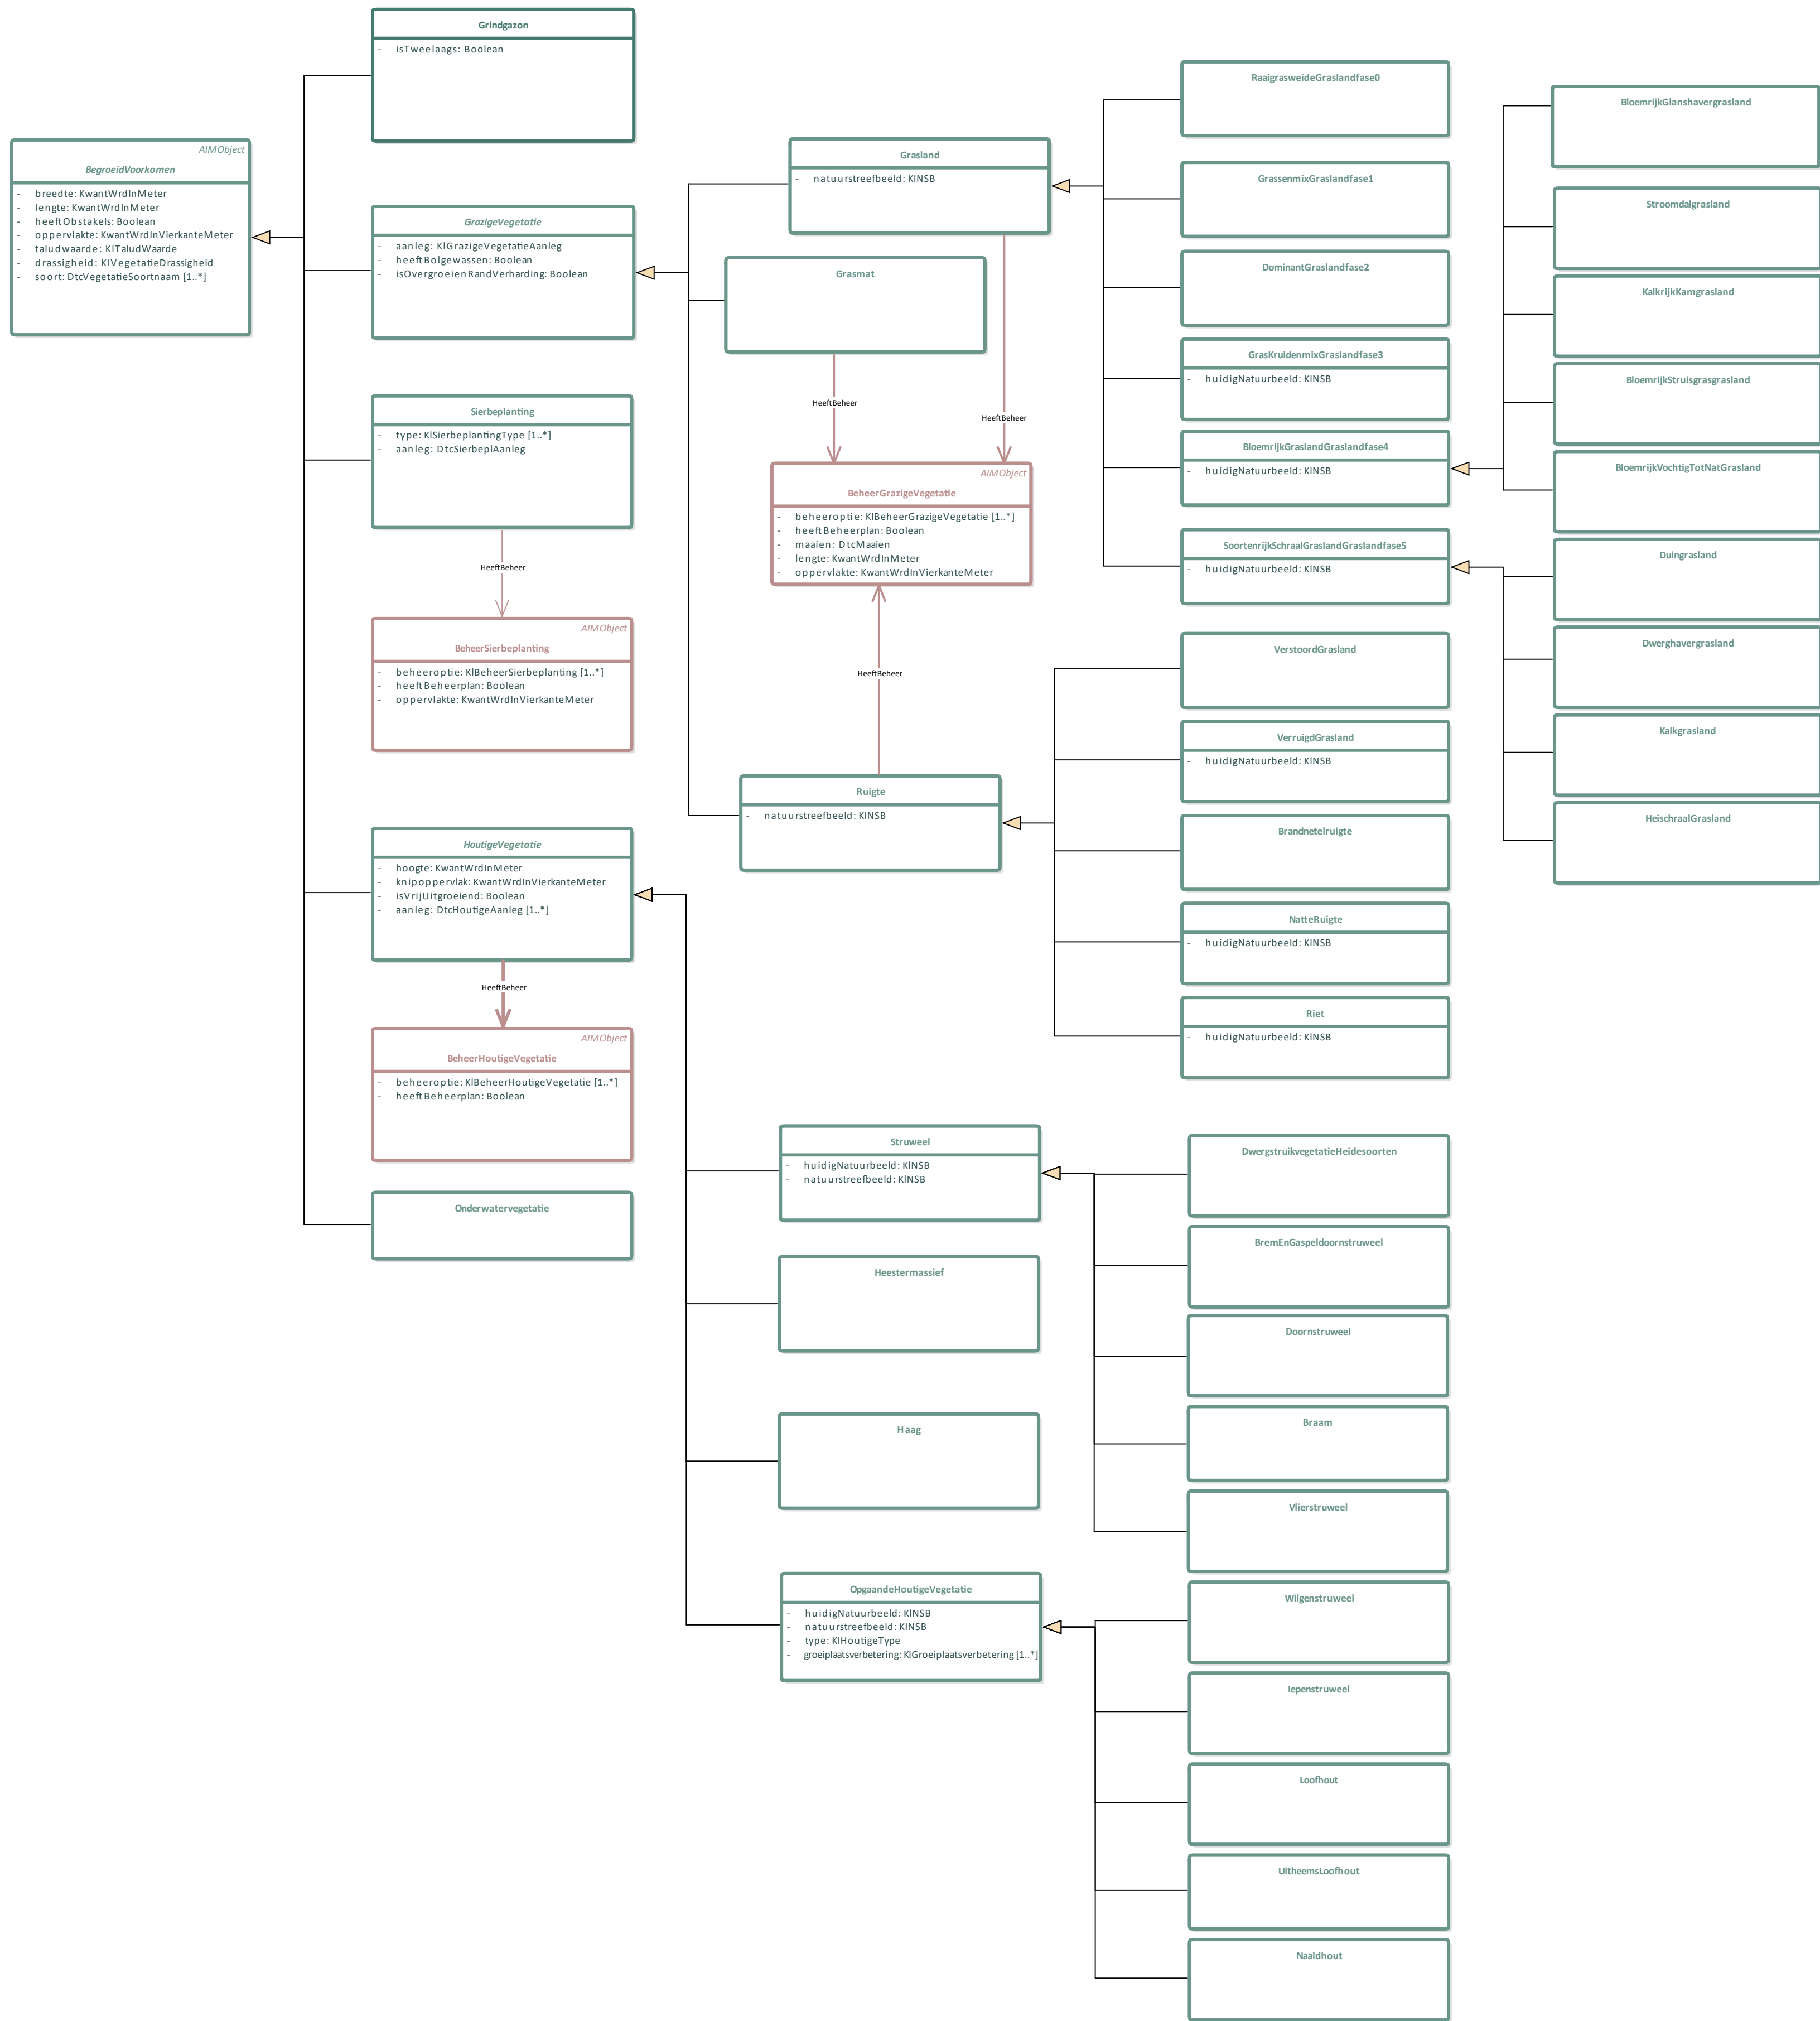 Grindgazon
- isTweelaags: Boolean
AIMObject
BegroeidVoorkomen
- breedte: KwantWrdInMeter
- lengte: KwantWrdInMeter
- heeftObstakels: Boolean
- oppervlakte: KwantWrdInVierkanteMeter
- taludwaarde: KlTaludWaarde
- drassigheid: KlVegetatieDrassigheid
- soort: DtcVegetatieSoortnaam [1..*]
GrazigeVegetatie
- aanleg: KlGrazigeVegetatieAanleg
- heeftBolgewassen: Boolean
- isOvergroeienRandVerharding: Boolean
Sierbeplanting
- type: KlSierbeplantingType [1..*]
- aanleg: DtcSierbeplAanleg
HeeftBeheer
AIMObject
BeheerSierbeplanting
- beheeroptie: KlBeheerSierbeplanting [1..*]
- heeftBeheerplan: Boolean
- oppervlakte: KwantWrdInVierkanteMeter
HoutigeVegetatie
- hoogte: KwantWrdInMeter
- knipoppervlak: KwantWrdInVierkanteMeter
- isVrijUitgroeiend: Boolean
- aanleg: DtcHoutigeAanleg [1..*]
HeeftBeheer
AIMObject
BeheerHoutigeVegetatie
- beheeroptie: KlBeheerHoutigeVegetatie [1..*]
- heeftBeheerplan: Boolean
Onderwatervegetatie
Grasland
- natuurstreefbeeld: KlNSB
Grasmat
HeeftBeheer
HeeftBeheer
AIMObject
BeheerGrazigeVegetatie
- beheeroptie: KlBeheerGrazigeVegetatie [1..*]
- heeftBeheerplan: Boolean
- maaien: DtcMaaien
- lengte: KwantWrdInMeter
- oppervlakte: KwantWrdInVierkanteMeter
HeeftBeheer
Ruigte
- natuurstreefbeeld: KlNSB
Struweel
- huidigNatuurbeeld: KlNSB
- natuurstreefbeeld: KlNSB
Heestermassief
Haag
OpgaandeHoutigeVegetatie
- huidigNatuurbeeld: KlNSB
- natuurstreefbeeld: KlNSB
- type: KlHoutigeType
- groeiplaatsverbetering: KlGroeiplaatsverbetering [1..*]
RaaigrasweideGraslandfase0
GrassenmixGraslandfase1
DominantGraslandfase2
GrasKruidenmixGraslandfase3
- huidigNatuurbeeld: KlNSB
BloemrijkGraslandGraslandfase4
- huidigNatuurbeeld: KlNSB
SoortenrijkSchraalGraslandGraslandfase5
- huidigNatuurbeeld: KlNSB
VerstoordGrasland
VerruigdGrasland
- huidigNatuurbeeld: KlNSB
Brandnetelruigte
NatteRuigte
- huidigNatuurbeeld: KlNSB
Riet
- huidigNatuurbeeld: KlNSB
DwergstruikvegetatieHeidesoorten
BremEnGaspeldoornstruweel
Doornstruweel
Braam
Vlierstruweel
Wilgenstruweel
Iepenstruweel
Loofhout
UitheemsLoofhout
Naaldhout
BloemrijkGlanshavergrasland
Stroomdalgrasland
KalkrijkKamgrasland
BloemrijkStruisgrasgrasland
BloemrijkVochtigTotNatGrasland
Duingrasland
Dwerghavergrasland
Kalkgrasland
HeischraalGrasland